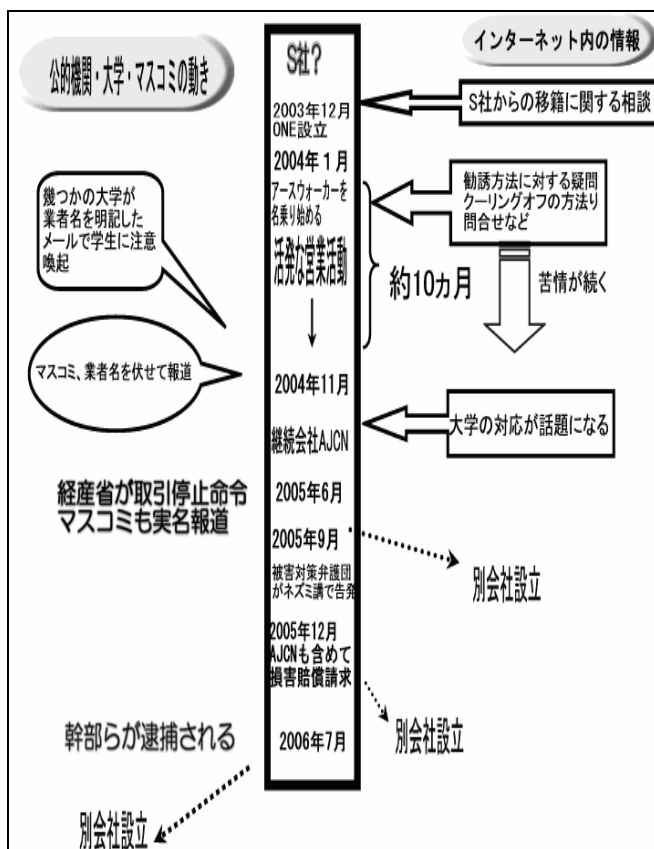 公的機関・大学・マスコミの動き
インターネット内の情報
S社?
2003年12月
ONE設立
S社からの移籍に関する相談
2004年1月
アースウォーカーを
名乗り始める
活発な営業活動
約10ヵ月
勧誘方法に対する疑問
クーリングオフの方法り
問合せなど
苦情が続く
幾つかの大学が
業者名を明記した
メールで学生に注意
喚起
マスコミ、業者名を伏せて報道
2004年11月
大学の対応が話題になる
継続会社AJCN
経産省が取引停止命令
マスコミも実名報道
2005年6月
2005年9月
被害対策弁護団
がネズミ講で告発
別会社設立
2005年12月
AJCNも含めて
損害賠償請求
別会社設立
幹部らが逮捕される
2006年7月
別会社設立